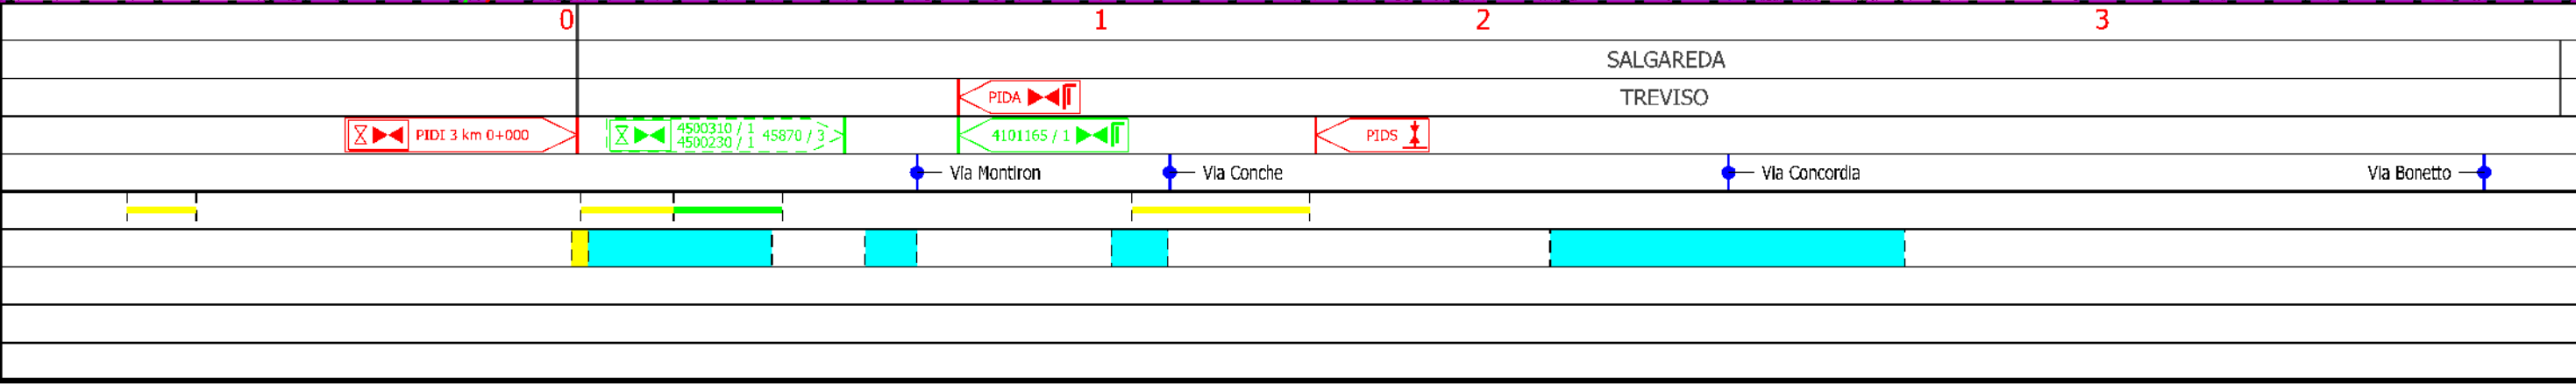 0 1 2 3
SALGAREDA
PIDA TREVISO
PIDI 3 km 0+000 4500310 / 1 45870 / 3 4101165 / 1 PIDS
4500230 / 1
Via Montiron Via Conche Via Concordia Via Bonetto